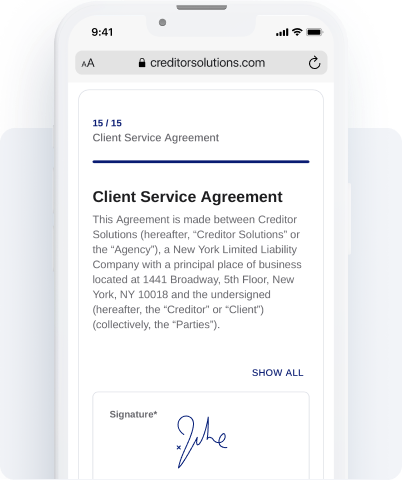 9:41
AA creditorsolutions.com
15 / 15
Client Service Agreement
Client Service Agreement
This Agreement is made between Creditor
Solutions (hereafter, “Creditor Solutions” or
the “Agency”), a New York Limited Liability
Company with a principal place of business
located at 1441 Broadway, 5th Floor, New
York, NY 10018 and the undersigned
(hereafter, the “Creditor” or “Client”)
(collectively, the “Parties”).
SHOW ALL
Signature*